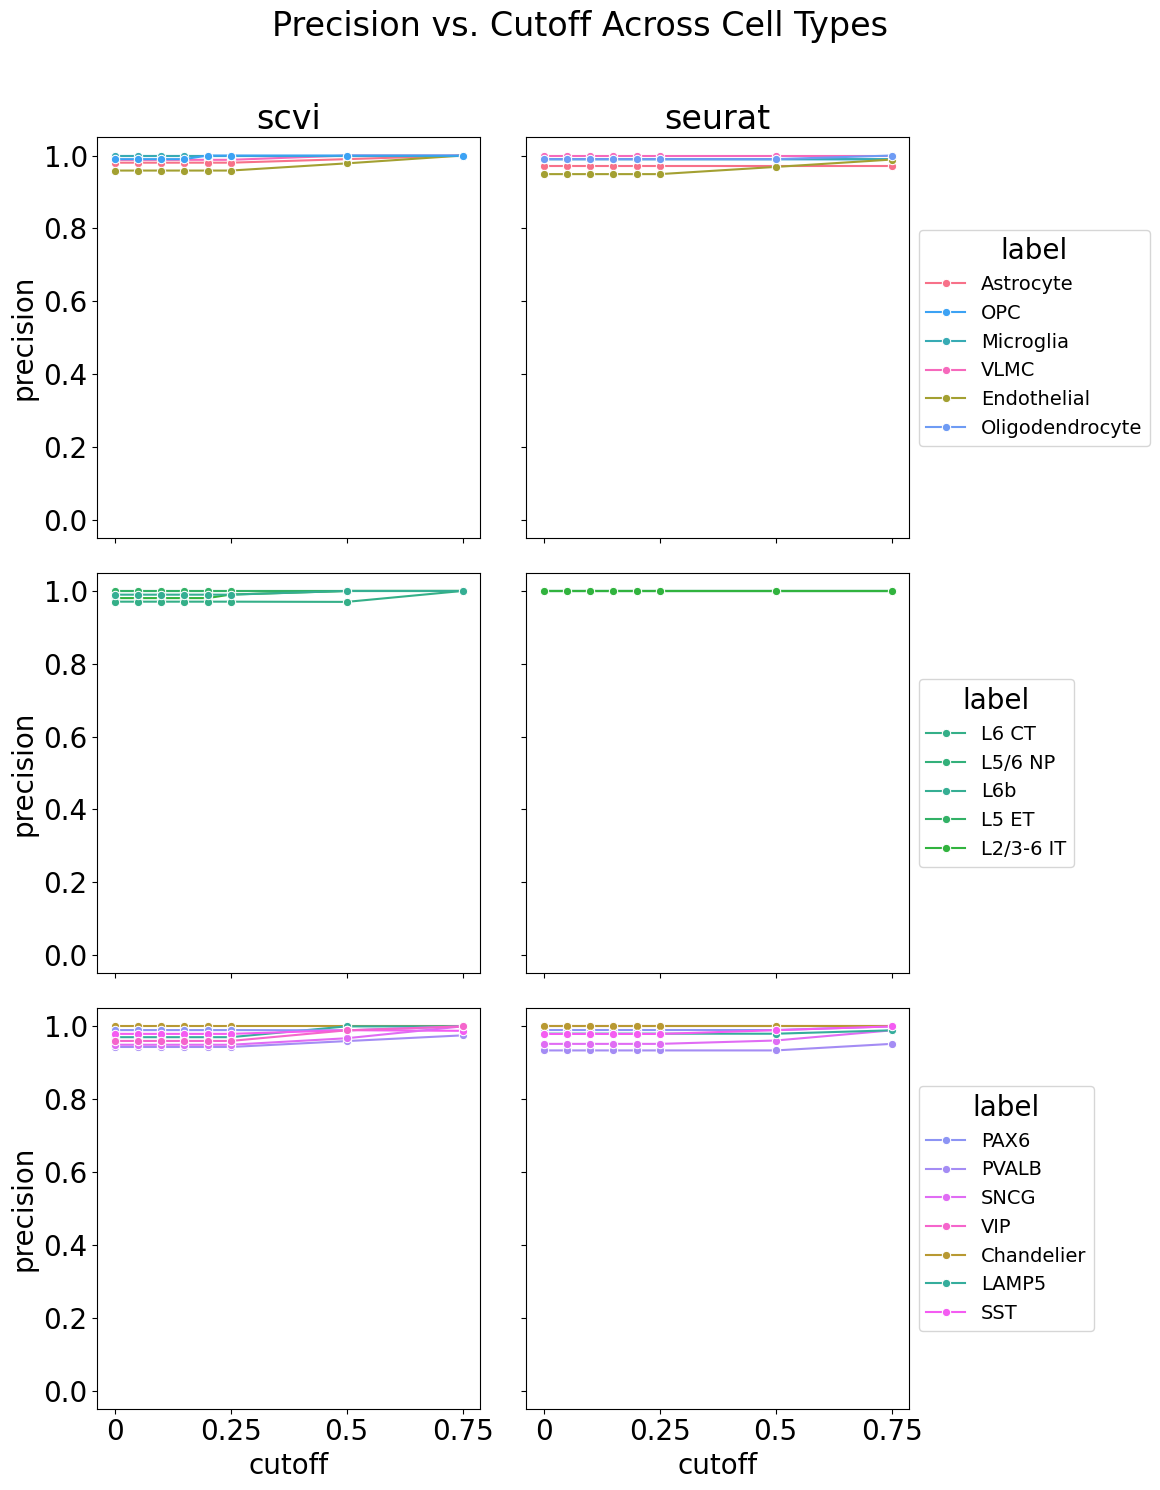 Precision vs. Cutoff Across Cell Types
scvi
seurat
1.0
0.8
0.6
0.4
0.2
0.0
precision
label
Astrocyte
OPC
Microglia
VLMC
Endothelial
Oligodendrocyte
1.0
0.8
0.6
0.4
0.2
0.0
precision
label
L6 CT
L5/6 NP
L6b
L5 ET
L2/3-6 IT
1.0
0.8
0.6
0.4
0.2
0.0
precision
label
PAX6
PVALB
SNCG
VIP
Chandelier
LAMP5
SST
0 0.25 0.5 0.75
cutoff
0 0.25 0.5 0.75
cutoff